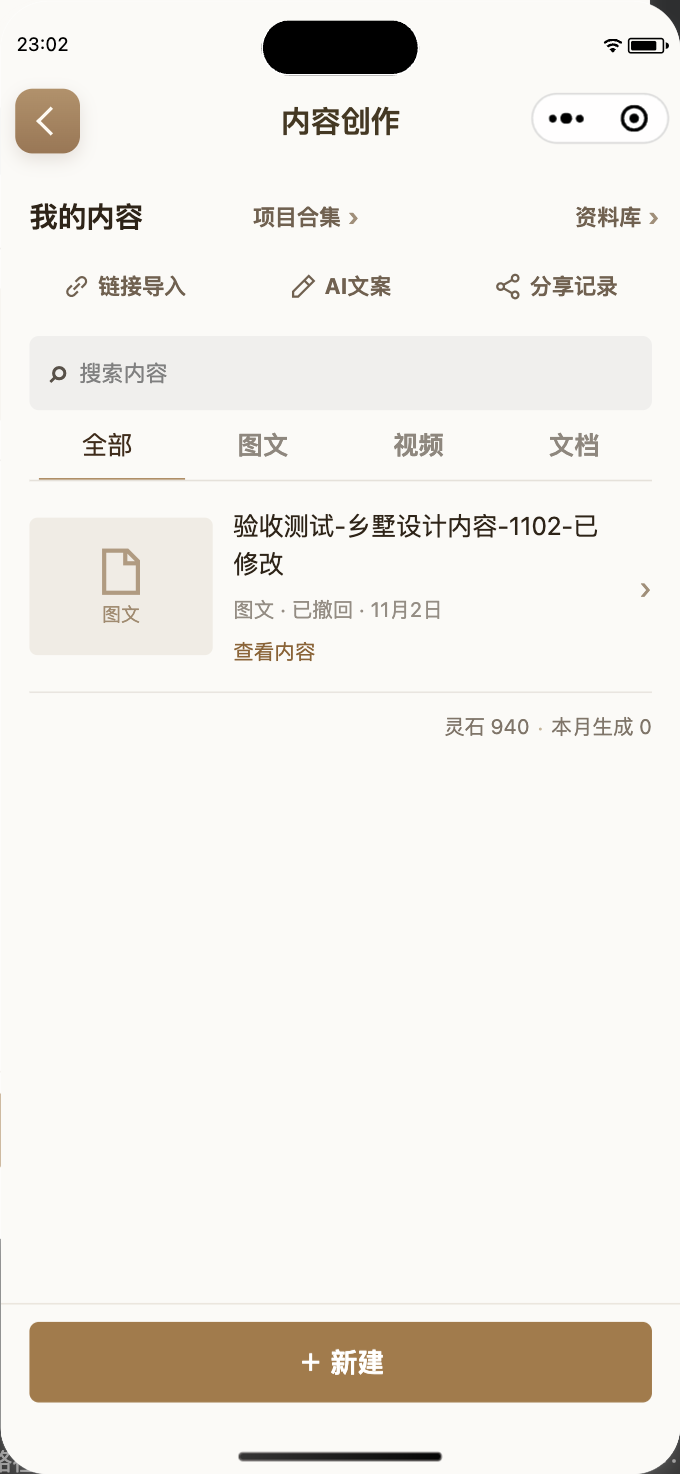 23:02
内容创作
我的内容
项目合集 ›
资料库 ›
链接导入
AI文案
分享记录
搜索内容
全部
图文
视频
文档
图文
验收测试-乡墅设计内容-1102-已
修改
图文 · 已撤回 · 11月2日
查看内容
›
灵石 940 · 本月生成 0
+ 新建